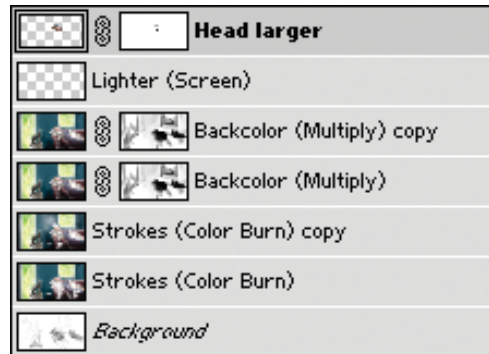 Head larger
Lighter (Screen)
Backcolor (Multiply) copy
Backcolor (Multiply)
Strokes (Color Burn) copy
Strokes (Color Burn)
Background